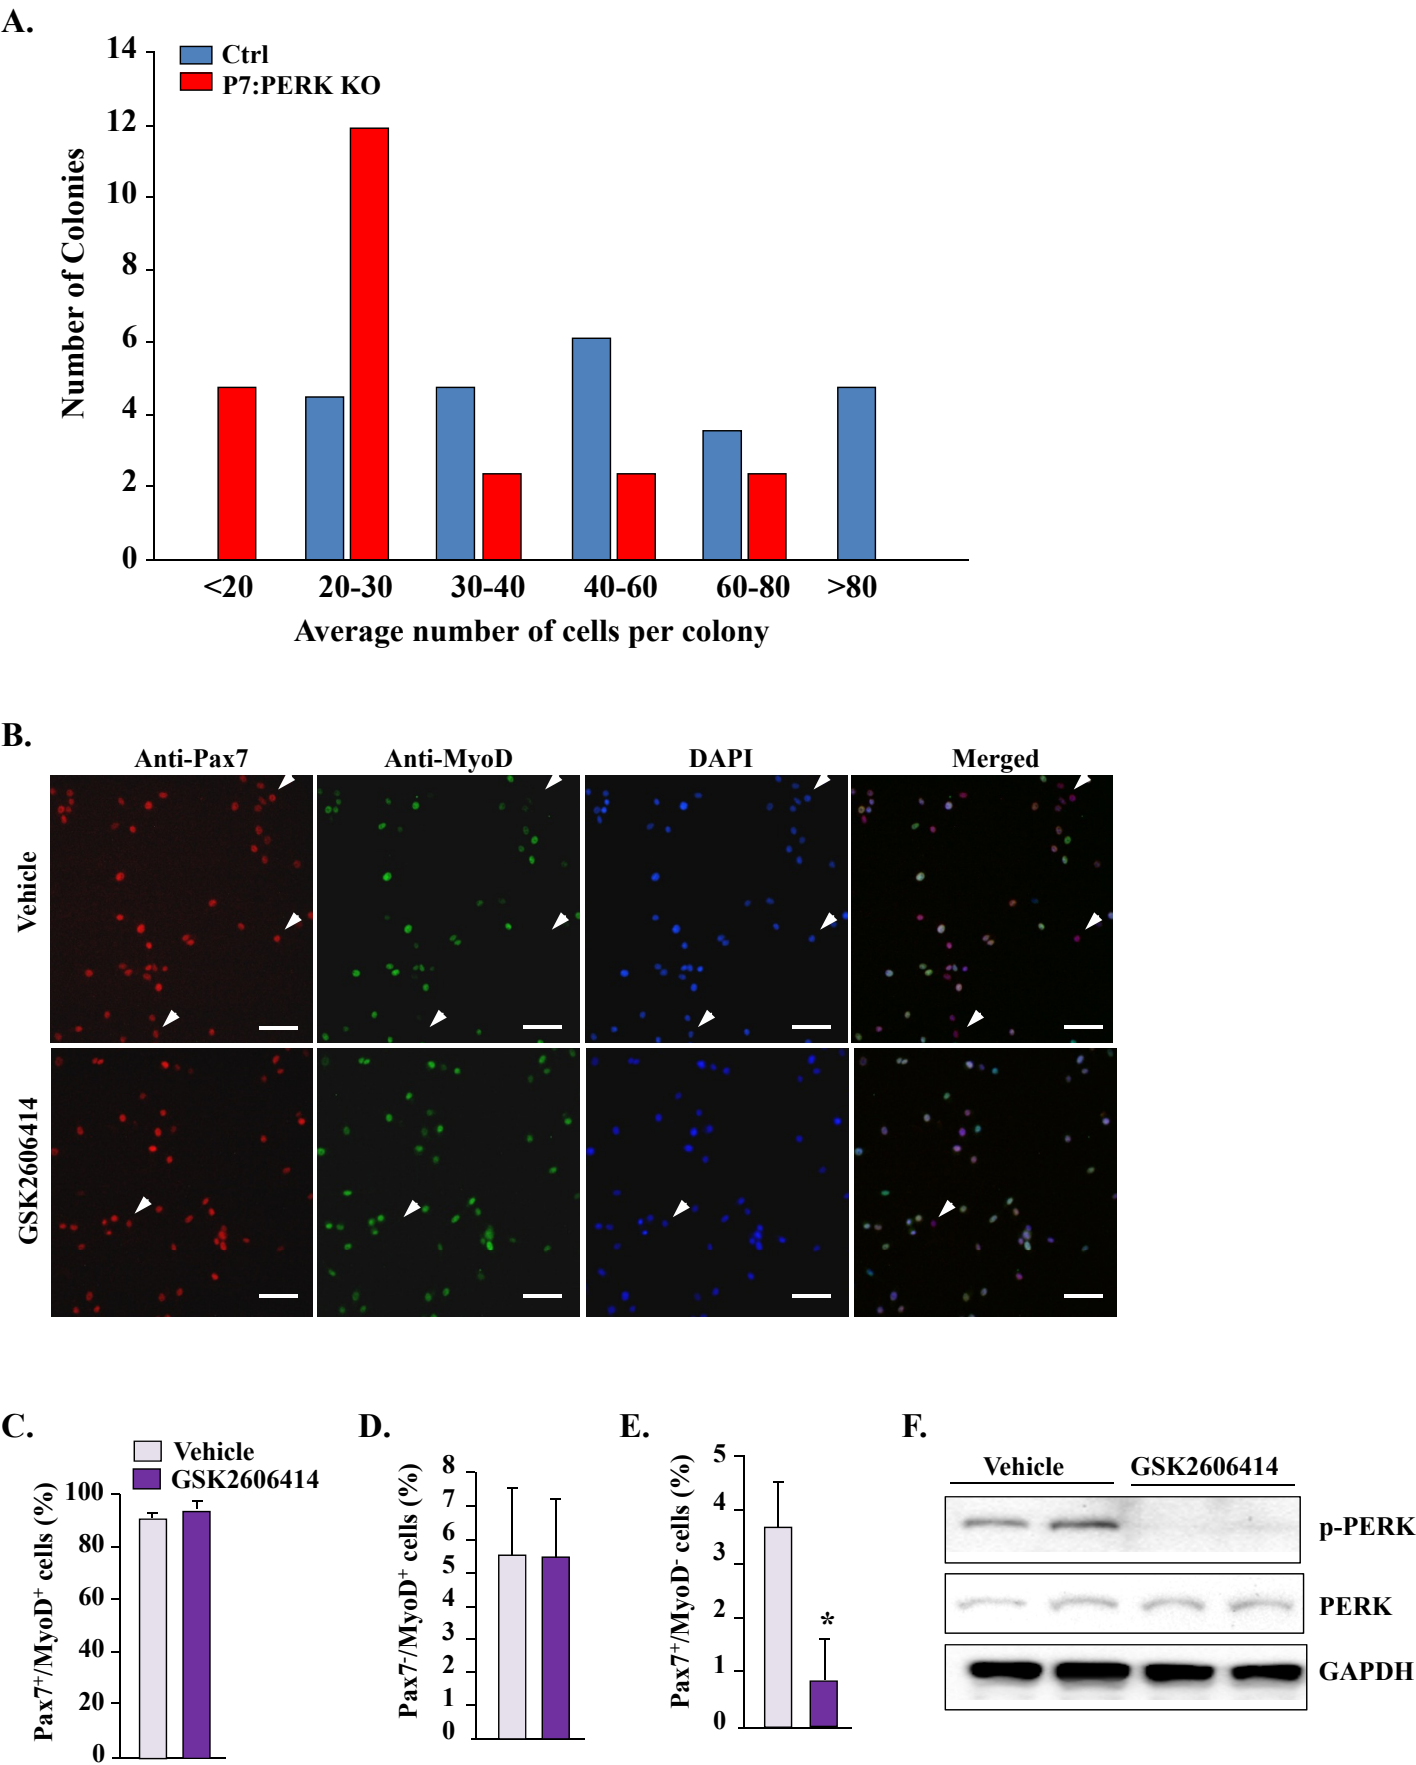 A.
Ctrl
P7:PERK KO
Number of Colonies
14
12
10
8
6
4
2
0
<20 20-30 30-40 40-60 60-80 >80
Average number of cells per colony
B.
Anti-Pax7 Anti-MyoD DAPI Merged
Vehicle
GSK2606414
C.
Vehicle
GSK2606414
Pax7⁺/MyoD⁺ cells (%)
100
80
60
40
20
0
D.
Pax7⁻/MyoD⁺ cells (%)
8
7
6
5
4
3
2
1
0
E.
Pax7⁺/MyoD⁻ cells (%)
5
4
3
2
1
0
*
F.
Vehicle GSK2606414
p-PERK
PERK
GAPDH